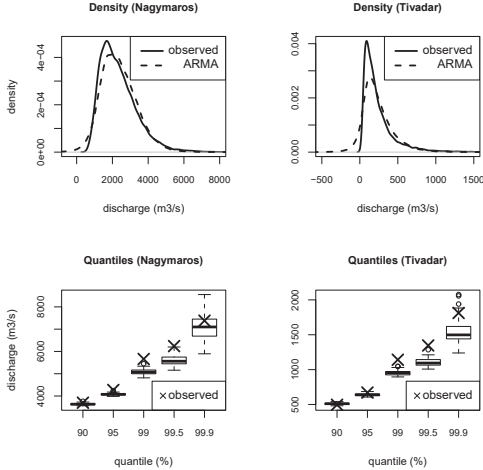 Density (Nagymaros)
density
0e+00 2e-04 4e-04
observed
ARMA
0 2000 4000 6000 8000
discharge (m3/s)
Density (Tivadar)
0.000 0.002 0.004
observed
ARMA
-500 0 500 1000 1500
discharge (m3/s)
Quantiles (Nagymaros)
discharge (m3/s)
4000 6000 8000
observed
90 95 99 99.5 99.9
quantile (%)
Quantiles (Tivadar)
500 1000 1500 2000
observed
90 95 99 99.5 99.9
quantile (%)